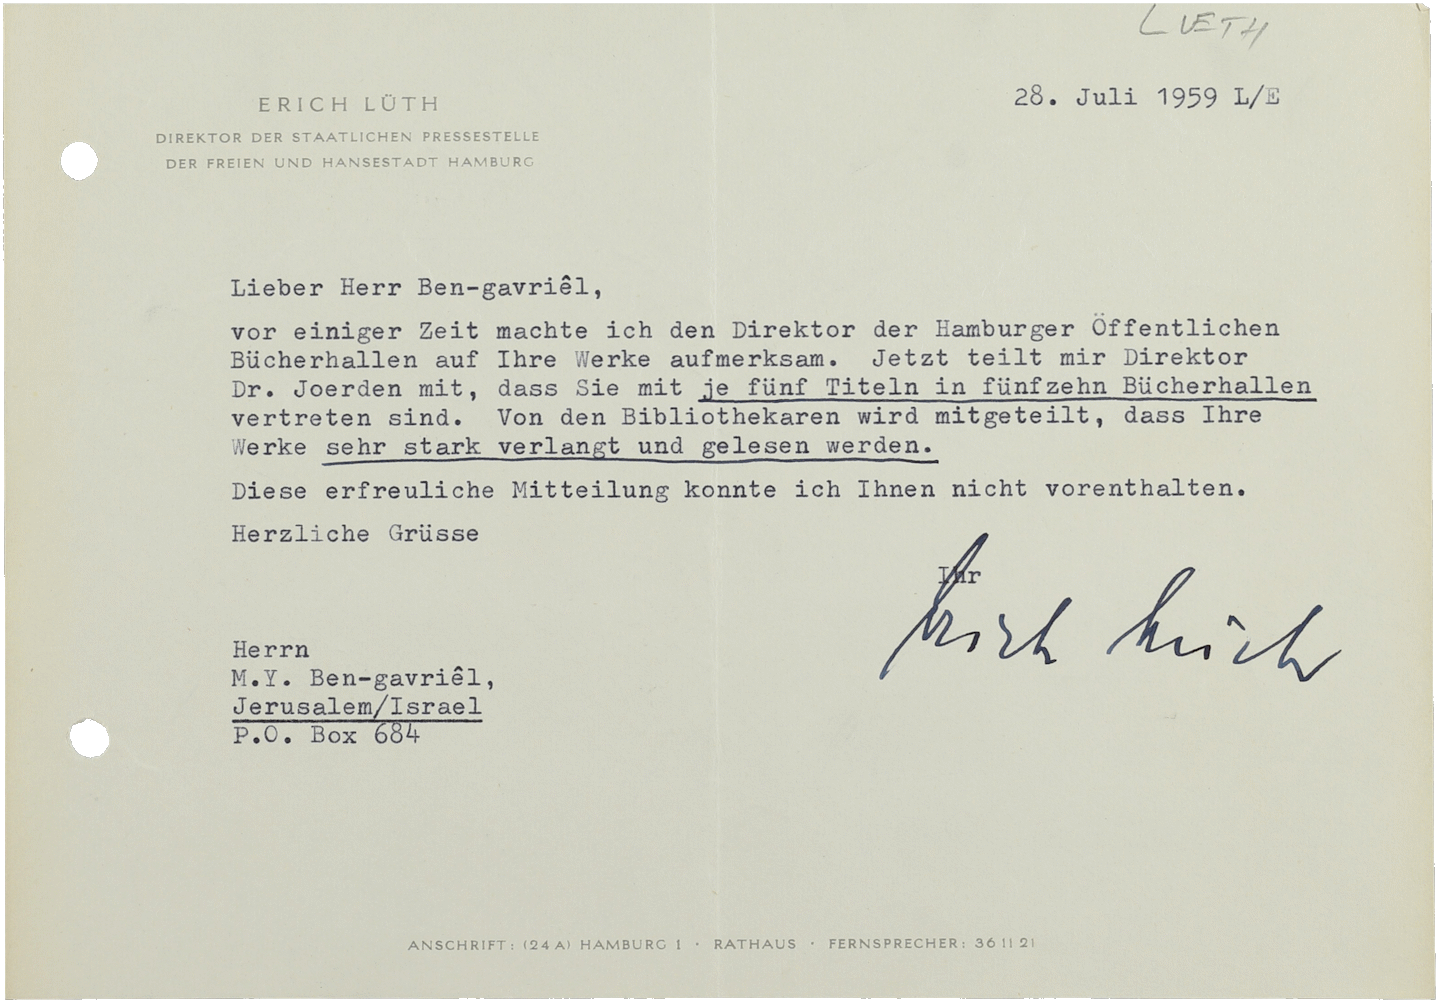 LUETH
ERICH LÜTH
DIREKTOR DER STAATLICHEN PRESSESTELLE
DER FREIEN UND HANSESTADT HAMBURG
28. Juli 1959 L/E
Lieber Herr Ben-gavriêl,
vor einiger Zeit machte ich den Direktor der Hamburger Öffentlichen
Bücherhallen auf Ihre Werke aufmerksam. Jetzt teilt mir Direktor
Dr. Joerden mit, dass Sie mit je fünf Titeln in fünfzehn Bücherhallen
vertreten sind. Von den Bibliothekaren wird mitgeteilt, dass Ihre
Werke sehr stark verlangt und gelesen werden.
Diese erfreuliche Mitteilung konnte ich Ihnen nicht vorenthalten.
Herzliche Grüsse
Ihr
Erich Lüth
Herrn
M.Y. Ben-gavriêl,
Jerusalem/Israel
P.O. Box 684
ANSCHRIFT: (24A) HAMBURG 1 · RATHAUS · FERNSPRECHER: 36 11 21